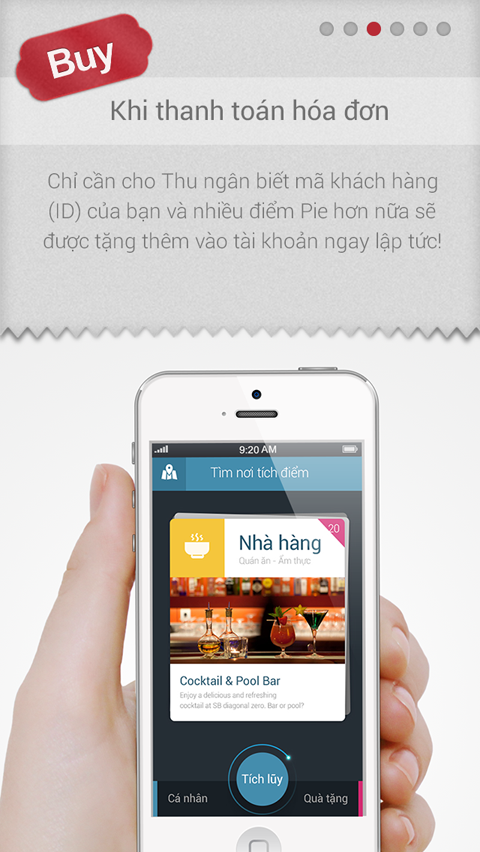 Buy
Khi thanh toán hóa đơn
Chỉ cần cho Thu ngân biết mã khách hàng
(ID) của bạn và nhiều điểm Pie hơn nữa sẽ
được tặng thêm vào tài khoản ngay lập tức!
9:20 AM
Tìm nơi tích điểm
20
Nhà hàng
Quán ăn - Ẩm thực
Cocktail & Pool Bar
Enjoy a delicious and refreshing
cocktail at SB diagonal zero. Bar or pool?
Tích lũy
Cá nhân
Quà tặng